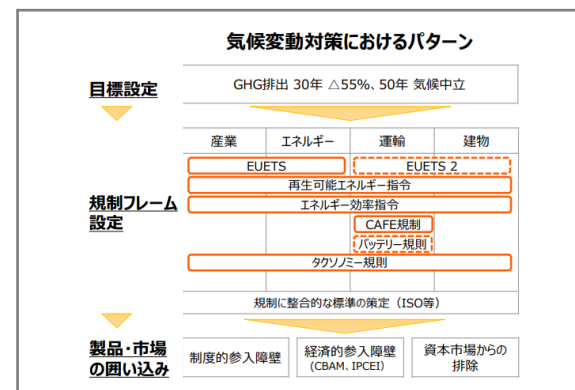 気候変動対策におけるパターン
目標設定
GHG排出 30年 △55%、50年 気候中立
産業 エネルギー 運輸 建物
EUETS EUETS 2
再生可能エネルギー指令
エネルギー効率指令
規制フレーム
設定
CAFE規制
バッテリー規則
タクソノミー規則
規制に整合的な標準の策定（ISO等）
製品・市場
の囲い込み
制度的参入障壁
経済的参入障壁
(CBAM、IPCEI)
資本市場からの
排除